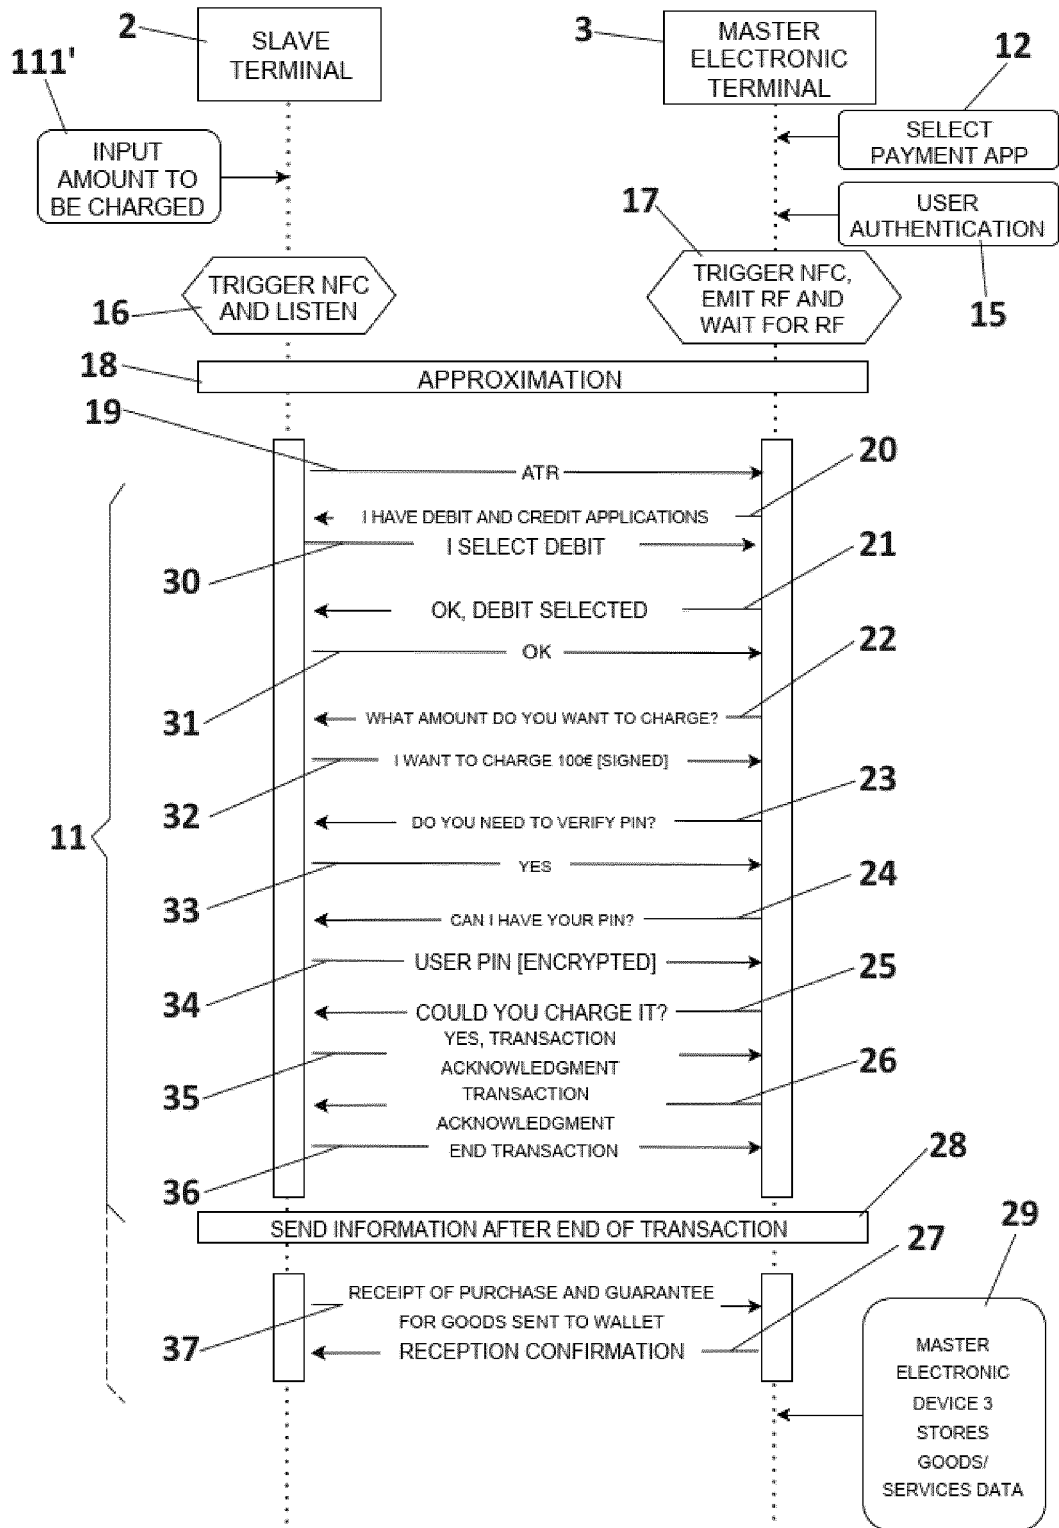 2
SLAVE
TERMINAL
3
MASTER
ELECTRONIC
TERMINAL
12
111'
SELECT
PAYMENT APP
INPUT
AMOUNT TO
BE CHARGED
17
USER
AUTHENTICATION
15
TRIGGER NFC
AND LISTEN
16
TRIGGER NFC,
EMIT RF AND
WAIT FOR RF
18
APPROXIMATION
19
ATR
20
I HAVE DEBIT AND CREDIT APPLICATIONS
I SELECT DEBIT
30
21
OK, DEBIT SELECTED
OK
31
22
WHAT AMOUNT DO YOU WANT TO CHARGE?
I WANT TO CHARGE 100€ [SIGNED]
32
23
DO YOU NEED TO VERIFY PIN?
11
YES
33
24
CAN I HAVE YOUR PIN?
USER PIN [ENCRYPTED]
34
25
COULD YOU CHARGE IT?
YES, TRANSACTION
ACKNOWLEDGMENT
35
26
TRANSACTION
ACKNOWLEDGMENT
END TRANSACTION
36
28
SEND INFORMATION AFTER END OF TRANSACTION
29
27
RECEIPT OF PURCHASE AND GUARANTEE
FOR GOODS SENT TO WALLET
37
RECEPTION CONFIRMATION
MASTER
ELECTRONIC
DEVICE 3
STORES
GOODS/
SERVICES DATA